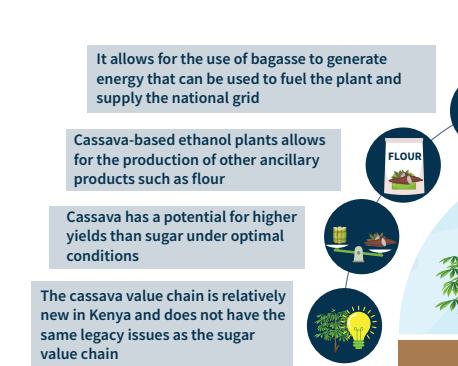 It allows for the use of bagasse to generate
energy that can be used to fuel the plant and
supply the national grid
Cassava-based ethanol plants allows
for the production of other ancillary
products such as flour
FLOUR
Cassava has a potential for higher
yields than sugar under optimal
conditions
The cassava value chain is relatively
new in Kenya and does not have the
same legacy issues as the sugar
value chain